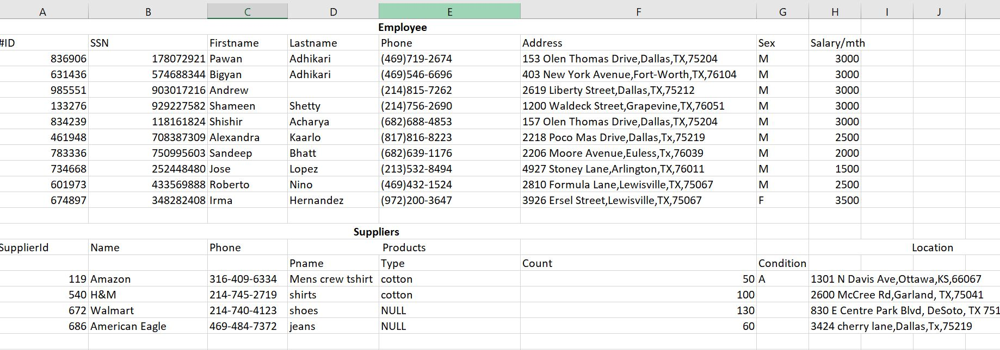 A B C D E F G H I J
Employee
#ID SSN Firstname Lastname Phone Address Sex Salary/mth
836906 178072921 Pawan Adhikari (469)719-2674 153 Olen Thomas Drive,Dallas,TX,75204 M 3000
631436 574688344 Bigyan Adhikari (469)546-6696 403 New York Avenue,Fort-Worth,TX,76104 M 3000
985551 903017216 Andrew (214)815-7262 2619 Liberty Street,Dallas,TX,75212 M 3000
133276 929227582 Shameen Shetty (214)756-2690 1200 Waldeck Street,Grapevine,TX,76051 M 3000
834239 118161824 Shishir Acharya (682)688-4853 157 Olen Thomas Drive,Dallas,TX,75204 M 3000
461948 708387309 Alexandra Kaarlo (817)816-8223 2218 Poco Mas Drive,Dallas,Tx,75219 M 2500
783336 750995603 Sandeep Bhatt (682)639-1176 2206 Moore Avenue,Euless,Tx,76039 M 2000
734668 252448480 Jose Lopez (213)532-8494 4927 Stoney Lane,Arlington,TX,76011 M 1500
601973 433569888 Roberto Nino (469)432-1524 2810 Formula Lane,Lewisville,TX,75067 M 2500
674897 348282408 Irma Hernandez (972)200-3647 3926 Ersel Street,Lewisville,TX,75067 F 3500
Suppliers
SupplierId Name Phone Products Location
Pname Type Count Condition
119 Amazon 316-409-6334 Mens crew tshirt cotton 50 A 1301 N Davis Ave,Ottawa,KS,66067
540 H&M 214-745-2719 shirts cotton 100 2600 McCree Rd,Garland, TX,75041
672 Walmart 214-740-4123 shoes NULL 130 830 E Centre Park Blvd, DeSoto, TX 751
686 American Eagle 469-484-7372 jeans NULL 60 3424 cherry lane,Dallas,Tx,75219